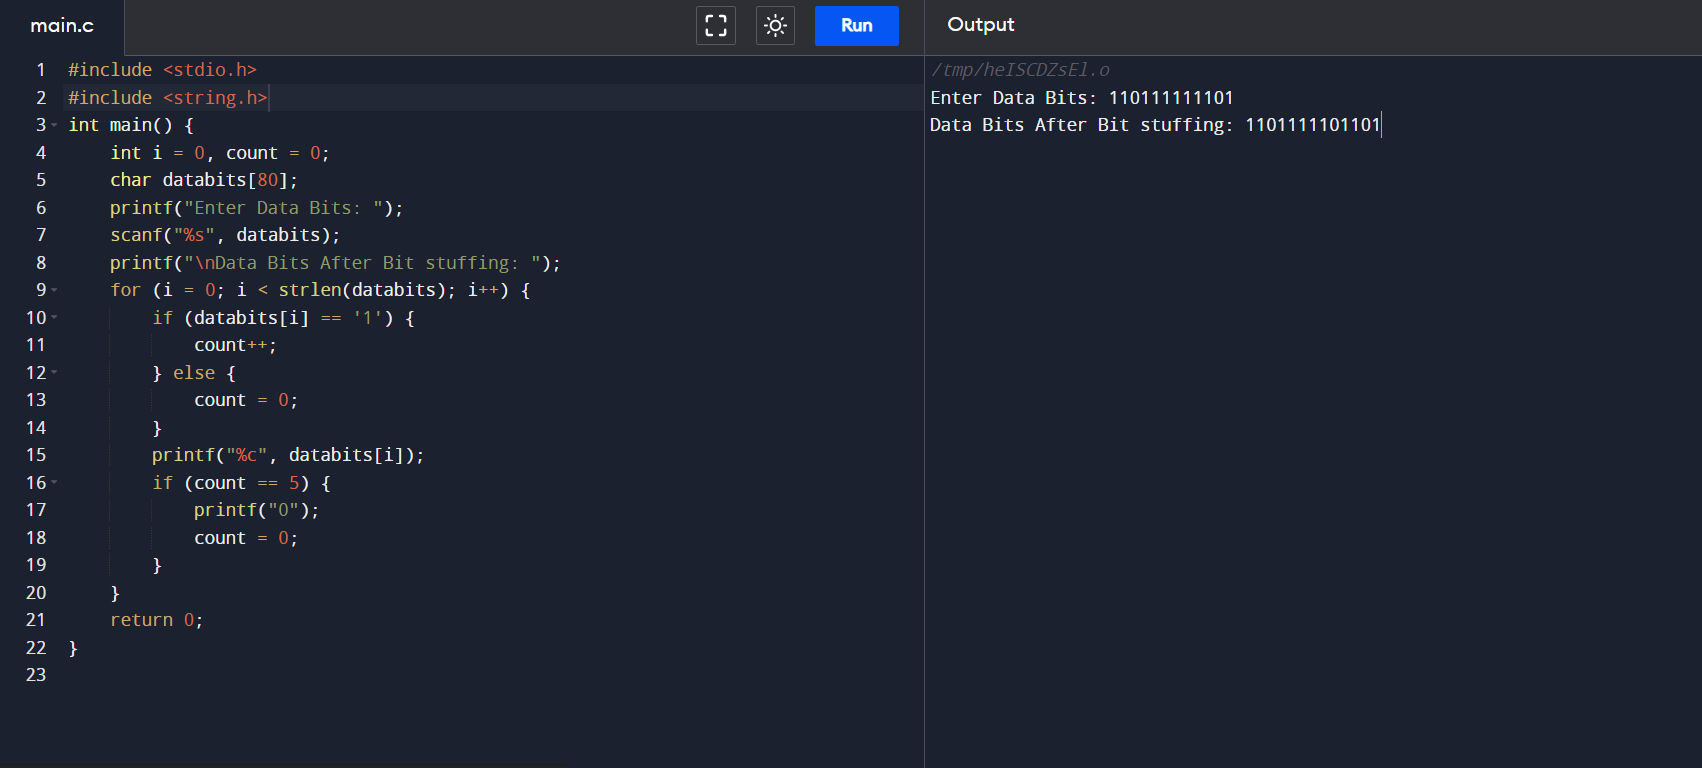 main.c
Run
Output
1 #include <stdio.h>
2 #include <string.h>
3 int main() {
4     int i = 0, count = 0;
5     char databits[80];
6     printf("Enter Data Bits: ");
7     scanf("%s", databits);
8     printf("\nData Bits After Bit stuffing: ");
9     for (i = 0; i < strlen(databits); i++) {
10         if (databits[i] == '1') {
11             count++;
12         } else {
13             count = 0;
14         }
15         printf("%c", databits[i]);
16         if (count == 5) {
17             printf("0");
18             count = 0;
19         }
20     }
21     return 0;
22 }
23
/tmp/heISCDZsEl.o
Enter Data Bits: 110111111101
Data Bits After Bit stuffing: 1101111101101